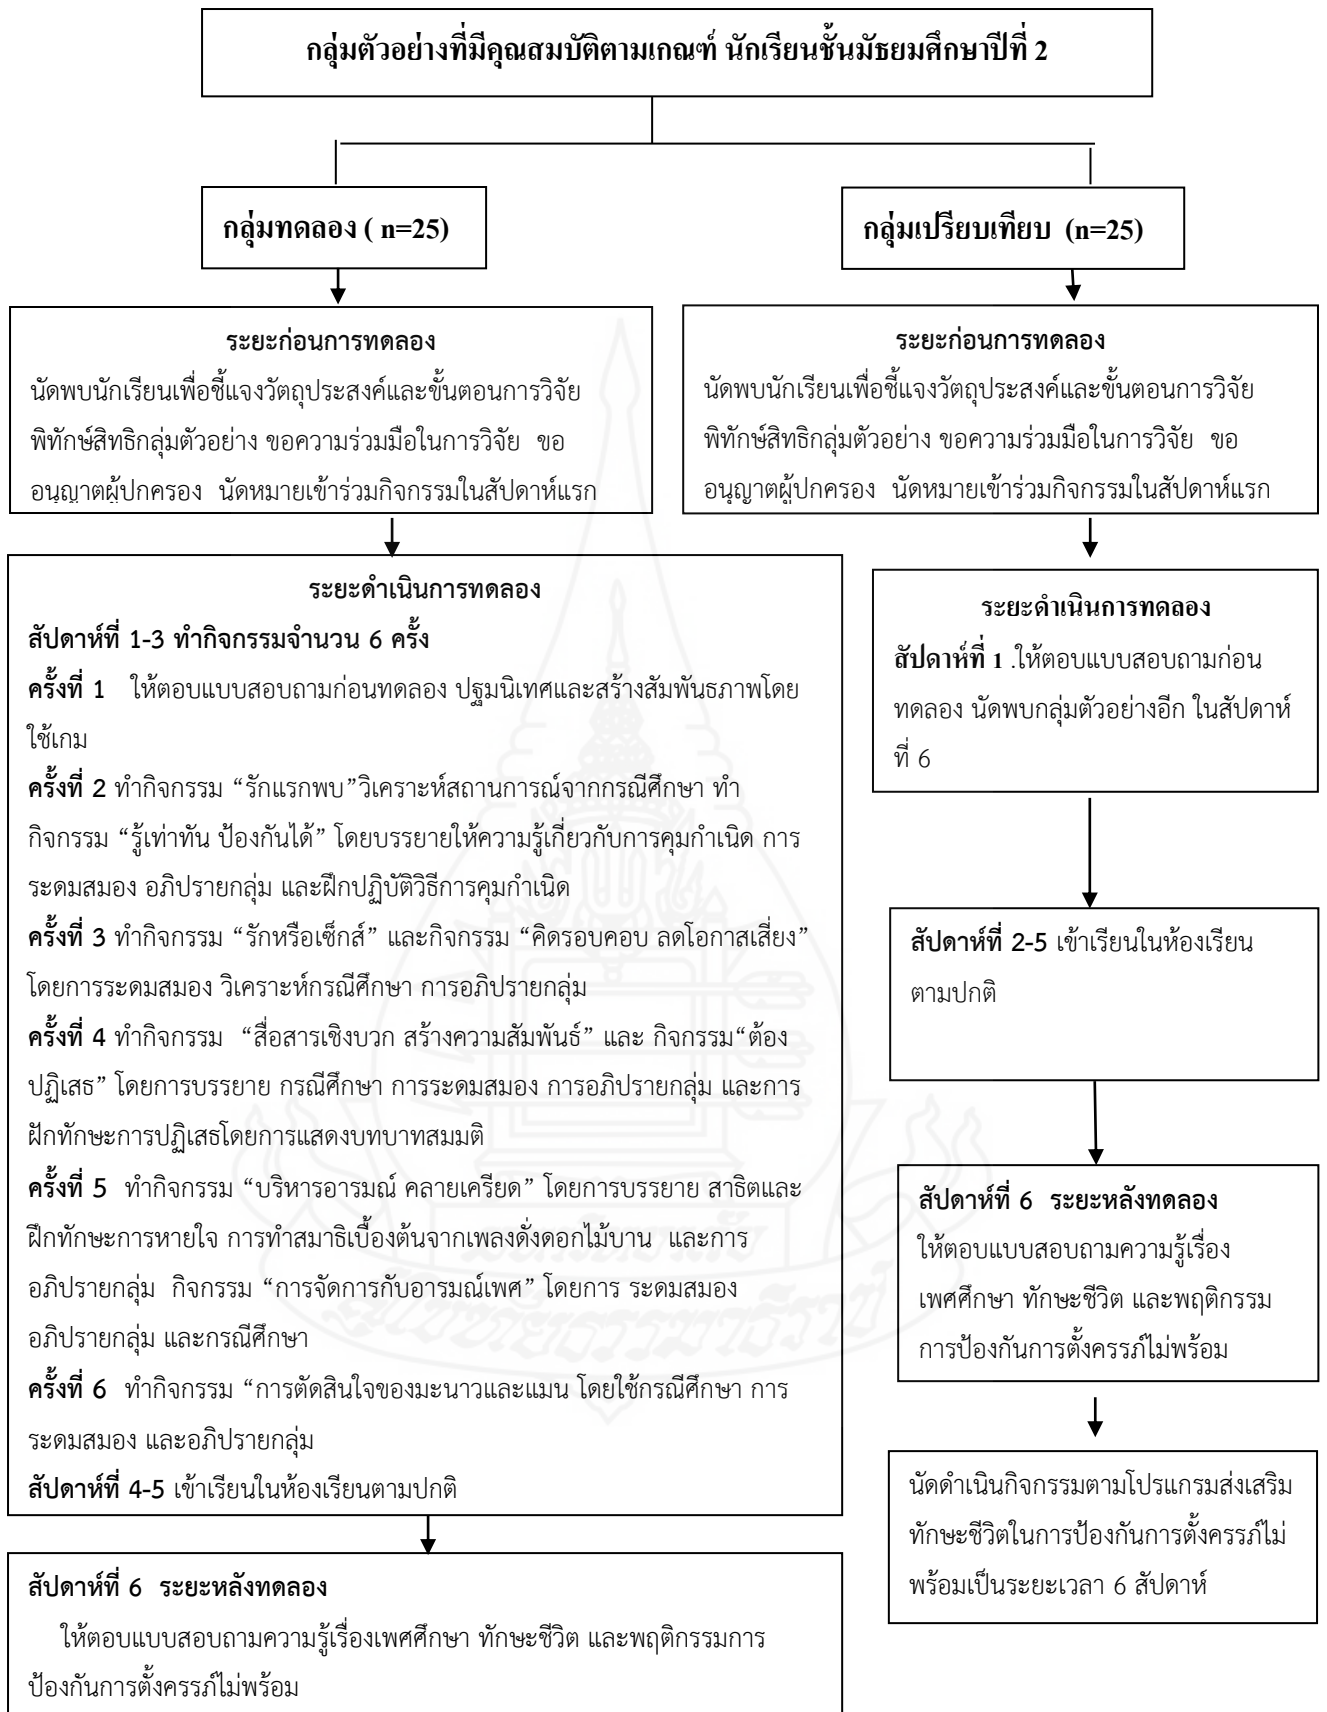 กลุ่มตัวอย่างที่มีคุณสมบัติตามเกณฑ์ นักเรียนชั้นมัธยมศึกษาปีที่ 2
กลุ่มทดลอง ( n=25)
กลุ่มเปรียบเทียบ (n=25)
ระยะก่อนการทดลอง
นัดพบนักเรียนเพื่อชี้แจงวัตถุประสงค์และขั้นตอนการวิจัย
พิทักษ์สิทธิกลุ่มตัวอย่าง ขอความร่วมมือในการวิจัย ขอ
อนุญาตผู้ปกครอง นัดหมายเข้าร่วมกิจกรรมในสัปดาห์แรก
ระยะก่อนการทดลอง
นัดพบนักเรียนเพื่อชี้แจงวัตถุประสงค์และขั้นตอนการวิจัย
พิทักษ์สิทธิกลุ่มตัวอย่าง ขอความร่วมมือในการวิจัย ขอ
อนุญาตผู้ปกครอง นัดหมายเข้าร่วมกิจกรรมในสัปดาห์แรก
ระยะดำเนินการทดลอง
สัปดาห์ที่ 1-3 ทำกิจกรรมจำนวน 6 ครั้ง
ครั้งที่ 1 ให้ตอบแบบสอบถามก่อนทดลอง ปฐมนิเทศและสร้างสัมพันธภาพโดย
ใช้เกม
ครั้งที่ 2 ทำกิจกรรม “รักแรกพบ”วิเคราะห์สถานการณ์จากกรณีศึกษา ทำ
กิจกรรม “รู้เท่าทัน ป้องกันได้” โดยบรรยายให้ความรู้เกี่ยวกับการคุมกำเนิด การ
ระดมสมอง อภิปรายกลุ่ม และฝึกปฏิบัติวิธีการคุมกำเนิด
ครั้งที่ 3 ทำกิจกรรม “รักหรือเซ็กส์” และกิจกรรม “คิดรอบคอบ ลดโอกาสเสี่ยง”
โดยการระดมสมอง วิเคราะห์กรณีศึกษา การอภิปรายกลุ่ม
ครั้งที่ 4 ทำกิจกรรม “สื่อสารเชิงบวก สร้างความสัมพันธ์” และ กิจกรรม“ต้อง
ปฏิเสธ” โดยการบรรยาย กรณีศึกษา การระดมสมอง การอภิปรายกลุ่ม และการ
ฝึกทักษะการปฏิเสธโดยการแสดงบทบาทสมมติ
ครั้งที่ 5 ทำกิจกรรม “บริหารอารมณ์ คลายเครียด” โดยการบรรยาย สาธิตและ
ฝึกทักษะการหายใจ การทำสมาธิเบื้องต้นจากเพลงดั่งดอกไม้บาน และการ
อภิปรายกลุ่ม กิจกรรม “การจัดการกับอารมณ์เพศ” โดยการ ระดมสมอง
อภิปรายกลุ่ม และกรณีศึกษา
ครั้งที่ 6 ทำกิจกรรม “การตัดสินใจของมะนาวและแมน โดยใช้กรณีศึกษา การ
ระดมสมอง และอภิปรายกลุ่ม
สัปดาห์ที่ 4-5 เข้าเรียนในห้องเรียนตามปกติ
สัปดาห์ที่ 6 ระยะหลังทดลอง
ให้ตอบแบบสอบถามความรู้เรื่องเพศศึกษา ทักษะชีวิต และพฤติกรรมการ
ป้องกันการตั้งครรภ์ไม่พร้อม
ระยะดำเนินการทดลอง
สัปดาห์ที่ 1 .ให้ตอบแบบสอบถามก่อน
ทดลอง นัดพบกลุ่มตัวอย่างอีก ในสัปดาห์
ที่ 6
สัปดาห์ที่ 2-5 เข้าเรียนในห้องเรียน
ตามปกติ
สัปดาห์ที่ 6 ระยะหลังทดลอง
ให้ตอบแบบสอบถามความรู้เรื่อง
เพศศึกษา ทักษะชีวิต และพฤติกรรม
การป้องกันการตั้งครรภ์ไม่พร้อม
นัดดำเนินกิจกรรมตามโปรแกรมส่งเสริม
ทักษะชีวิตในการป้องกันการตั้งครรภ์ไม่
พร้อมเป็นระยะเวลา 6 สัปดาห์